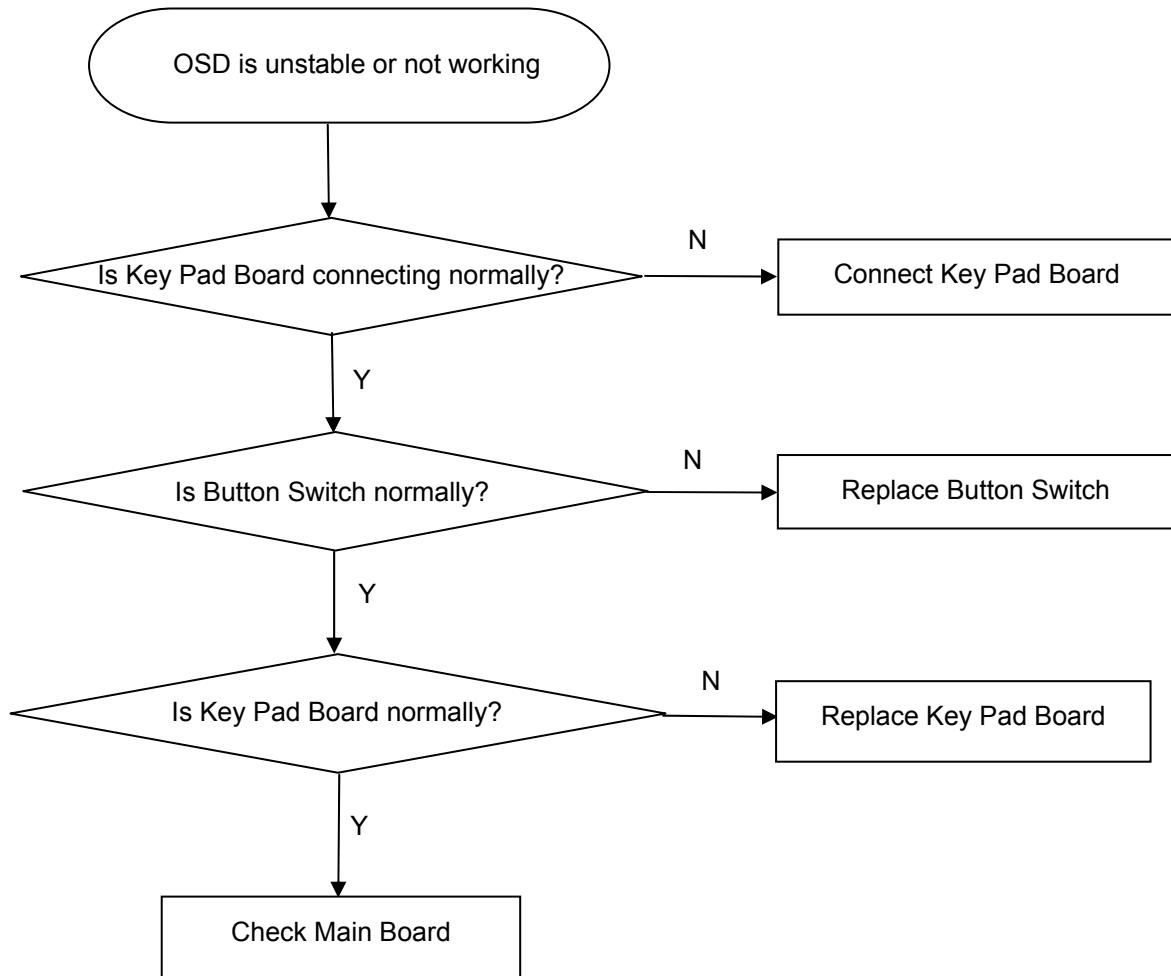 OSD is unstable or not working
Is Key Pad Board connecting normally?
N
Connect Key Pad Board
Y
Is Button Switch normally?
N
Replace Button Switch
Y
Is Key Pad Board normally?
N
Replace Key Pad Board
Y
Check Main Board